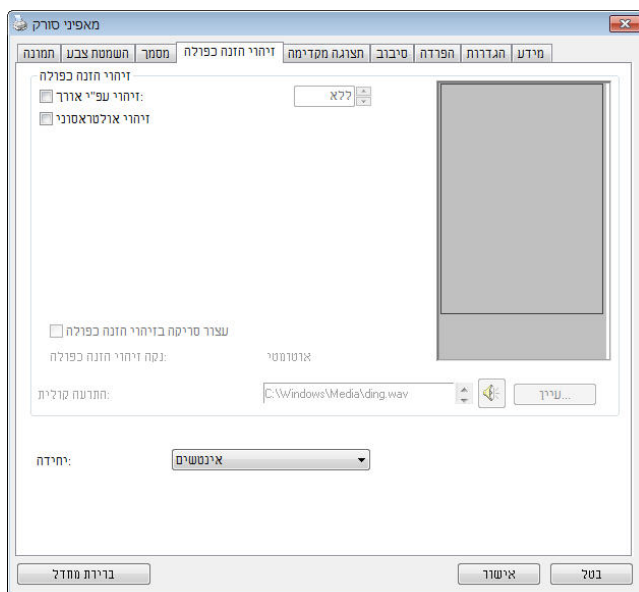 מאפייני סורק
תמונה השמטת צבע מסמך זיהוי הזנה כפולה תצוגה מקדימה סיבוב הפרדה הגדרות מידע
זיהוי הזנה כפולה
זיהוי עפ"י אורך: ללא
זיהוי אולטראסוני
עצור סריקה בזיהוי הזנה כפולה
נקה זיהוי הזנה כפולה: אוטומטי
התרעה קולית: C:\Windows\Media\ding.wav עיין...
יחידה: אינטשים
ברירת מחדל אישור בטל